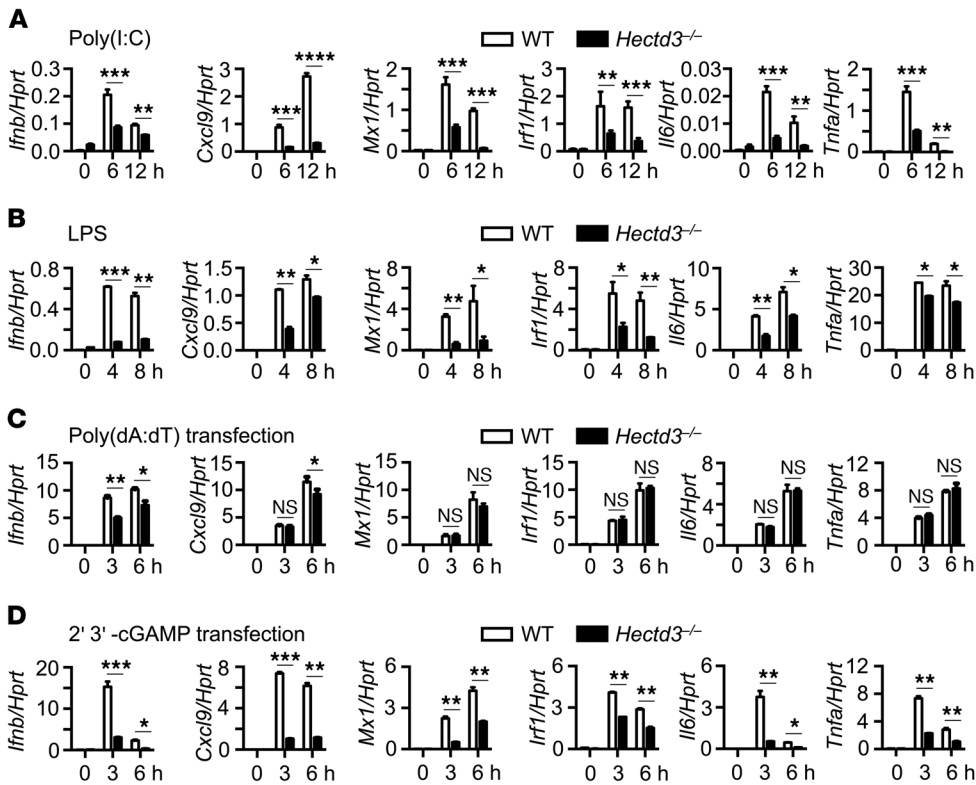 A
Poly(I:C)
WT Hectd3–/–
Ifnb/Hprt
0.3
0.2
0.1
0.0
*** **
0 6 12 h
Cxcl9/Hprt
3
2
1
0
*** ****
0 6 12 h
Mx1/Hprt
2
1
0
*** ***
0 6 12 h
Irf1/Hprt
3
2
1
0
** ***
0 6 12 h
Il6/Hprt
0.03
0.02
0.01
0.00
*** **
0 6 12 h
Tnfa/Hprt
2
1
0
*** **
0 6 12 h
B
LPS
WT Hectd3–/–
Ifnb/Hprt
0.8
0.4
0.0
*** **
0 4 8 h
Cxcl9/Hprt
1.5
1.0
0.5
0.0
** *
0 4 8 h
Mx1/Hprt
8
4
0
** *
0 4 8 h
Irf1/Hprt
8
4
0
* **
0 4 8 h
Il6/Hprt
10
5
0
** *
0 4 8 h
Tnfa/Hprt
30
20
10
0
* *
0 4 8 h
C
Poly(dA:dT) transfection
WT Hectd3–/–
Ifnb/Hprt
15
10
5
0
** *
0 3 6 h
Cxcl9/Hprt
15
10
5
0
NS *
0 3 6 h
Mx1/Hprt
15
10
5
0
NS NS
0 3 6 h
Irf1/Hprt
15
10
5
0
NS NS
0 3 6 h
Il6/Hprt
8
6
4
2
0
NS NS
0 3 6 h
Tnfa/Hprt
12
8
4
0
NS NS
0 3 6 h
D
2' 3' -cGAMP transfection
WT Hectd3–/–
Ifnb/Hprt
20
10
0
*** *
0 3 6 h
Cxcl9/Hprt
8
4
0
*** **
0 3 6 h
Mx1/Hprt
6
3
0
** **
0 3 6 h
Irf1/Hprt
6
3
0
** **
0 3 6 h
Il6/Hprt
6
3
0
** *
0 3 6 h
Tnfa/Hprt
12
8
4
0
** **
0 3 6 h